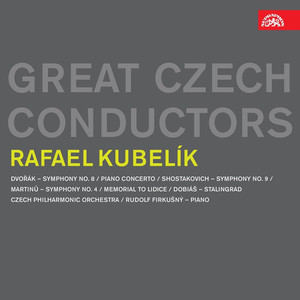 SUPRAPHON
GREAT CZECH
CONDUCTORS
RAFAEL KUBELÍK
DVOŘÁK – SYMPHONY NO. 8 / PIANO CONCERTO / SHOSTAKOVICH – SYMPHONY NO. 9 /
MARTINŮ – SYMPHONY NO. 4 / MEMORIAL TO LIDICE / DOBIÁŠ – STALINGRAD
CZECH PHILHARMONIC ORCHESTRA / RUDOLF FIRKUŠNÝ – PIANO